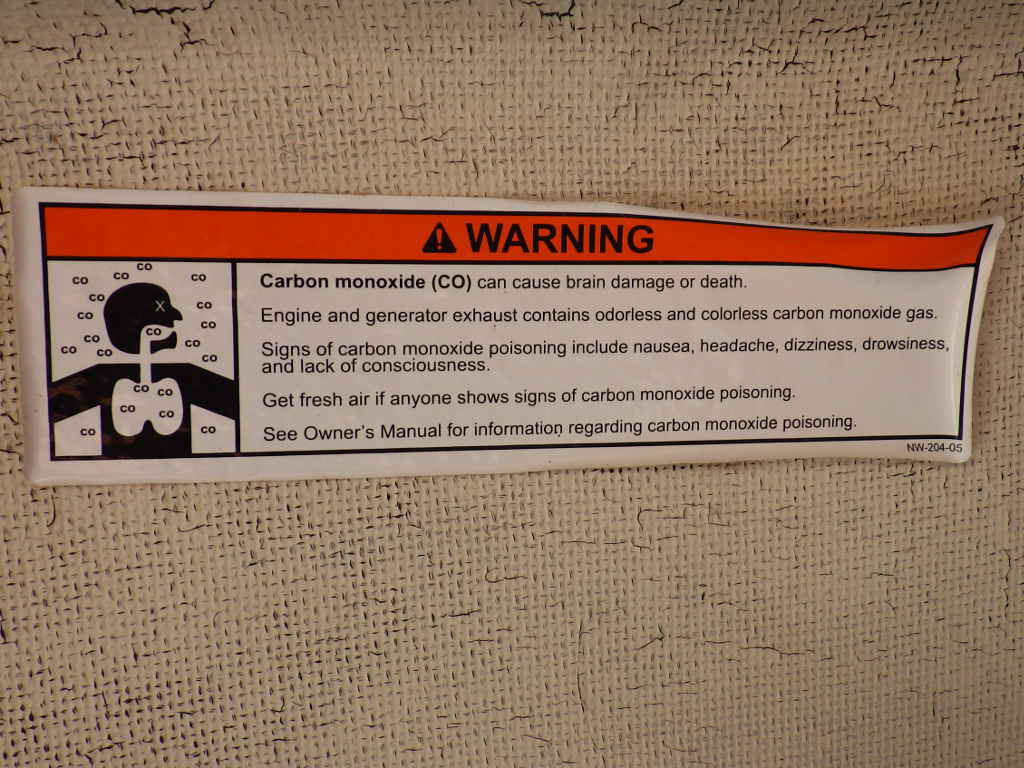 WARNING
Carbon monoxide (CO) can cause brain damage or death.
Engine and generator exhaust contains odorless and colorless carbon monoxide gas.
Signs of carbon monoxide poisoning include nausea, headache, dizziness, drowsiness,
and lack of consciousness.
Get fresh air if anyone shows signs of carbon monoxide poisoning.
See Owner's Manual for information regarding carbon monoxide poisoning.
NW-204-05
CO CO CO CO
CO CO
CO X CO
CO CO
CO CO
CO CO
CO CO
CO CO
CO CO